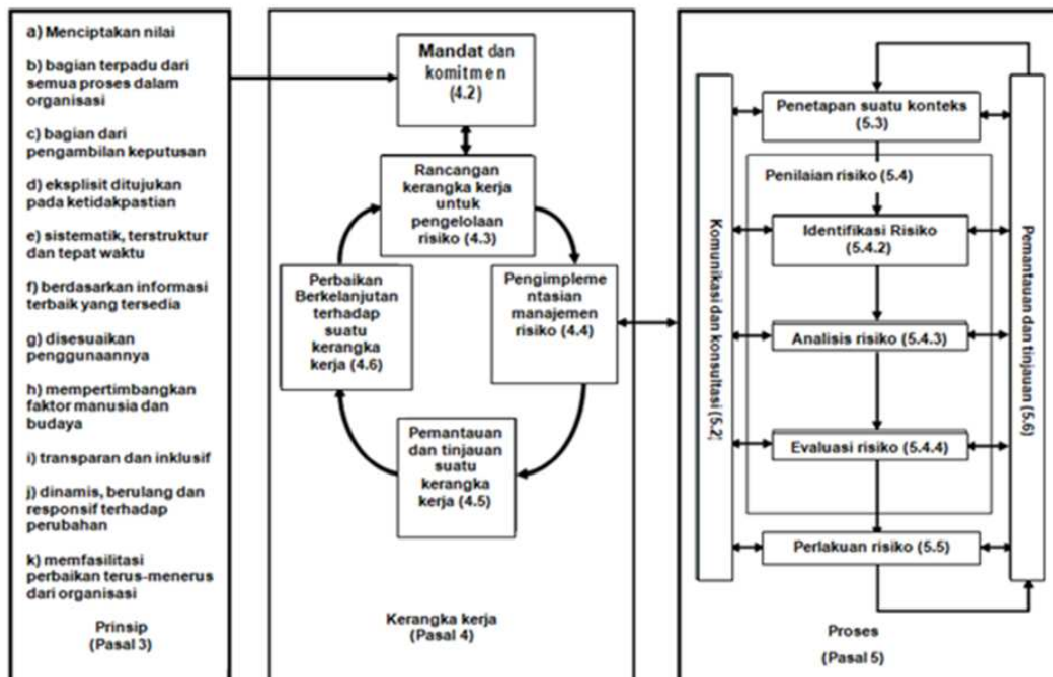 a) Menciptakan nilai
b) bagian terpadu dari
semua proses dalam
organisasi
c) bagian dari
pengambilan keputusan
d) eksplisit ditujukan
pada ketidakpastian
e) sistematik, terstruktur
dan tepat waktu
f) berdasarkan informasi
terbaik yang tersedia
g) disesuaikan
penggunaannya
h) mempertimbangkan
faktor manusia dan
budaya
i) transparan dan inklusif
j) dinamis, berulang dan
responsif terhadap
perubahan
k) memfasilitasi
perbaikan terus-menerus
dari organisasi
Prinsip
(Pasal 3)
Mandat dan
komitmen
(4.2)
Rancangan
kerangka kerja
untuk
pengelolaan
risiko (4.3)
Perbaikan
Berkelanjutan
terhadap
suatu
kerangka
kerja (4.6)
Pengimpleme
ntasian
manajemen
risiko (4.4)
Pemantauan
dan tinjauan
suatu
kerangka
kerja (4.5)
Kerangka kerja
(Pasal 4)
Komunikasi dan konsultasi (5.2)
Penetapan suatu konteks
(5.3)
Penilaian risiko (5.4)
Identifikasi Risiko
(5.4.2)
Analisis risiko (5.4.3)
Evaluasi risiko (5.4.4)
Perlakuan risiko (5.5)
Pemantauan dan tinjauan (5.6)
Proses
(Pasal 5)